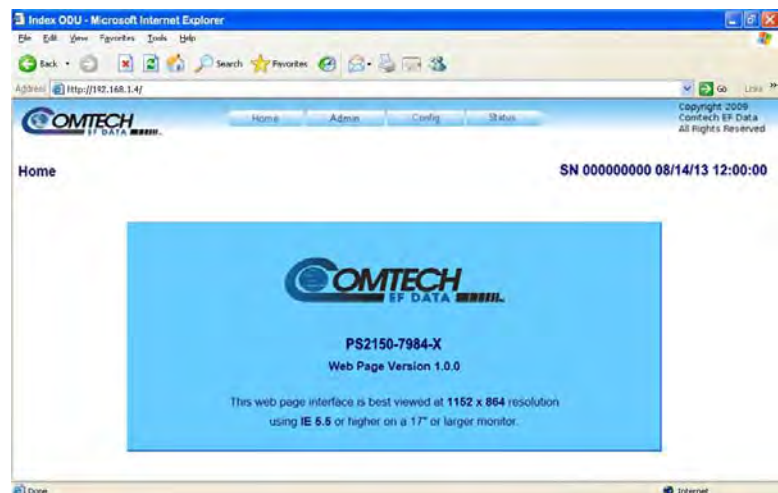 Index ODU - Microsoft Internet Explorer
File Edit View Favorites Tools Help
Back Search Favorites
Address http://192.168.1.4/ Go Links »
COMTECH
EF DATA
Home Admin Config Status
Copyright 2009
Comtech EF Data
All Rights Reserved
Home
SN 000000000 08/14/13 12:00:00
COMTECH
EF DATA
PS2150-7984-X
Web Page Version 1.0.0
This web page interface is best viewed at 1152 x 864 resolution
using IE 5.5 or higher on a 17" or larger monitor.
Done Internet